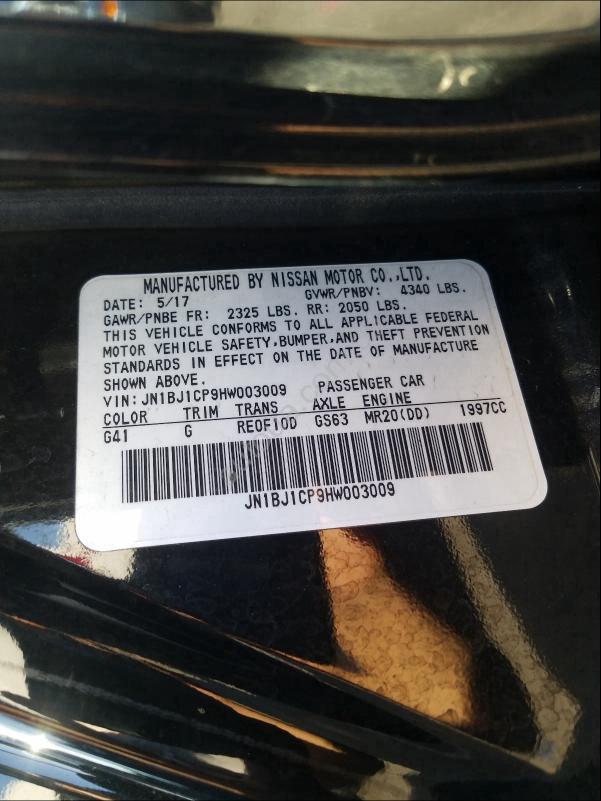 MANUFACTURED BY NISSAN MOTOR CO.,LTD.
DATE: 5/17 GVWR/PNBV: 4340 LBS.
GAWR/PNBE FR: 2325 LBS. RR: 2050 LBS.
THIS VEHICLE CONFORMS TO ALL APPLICABLE FEDERAL
MOTOR VEHICLE SAFETY,BUMPER,AND THEFT PREVENTION
STANDARDS IN EFFECT ON THE DATE OF MANUFACTURE
SHOWN ABOVE.
VIN:JN1BJ1CP9HW003009 PASSENGER CAR
COLOR TRIM TRANS AXLE ENGINE
G41 G REOF10D GS63 MR20(DD) 1997CC
JN1BJ1CP9HW003009